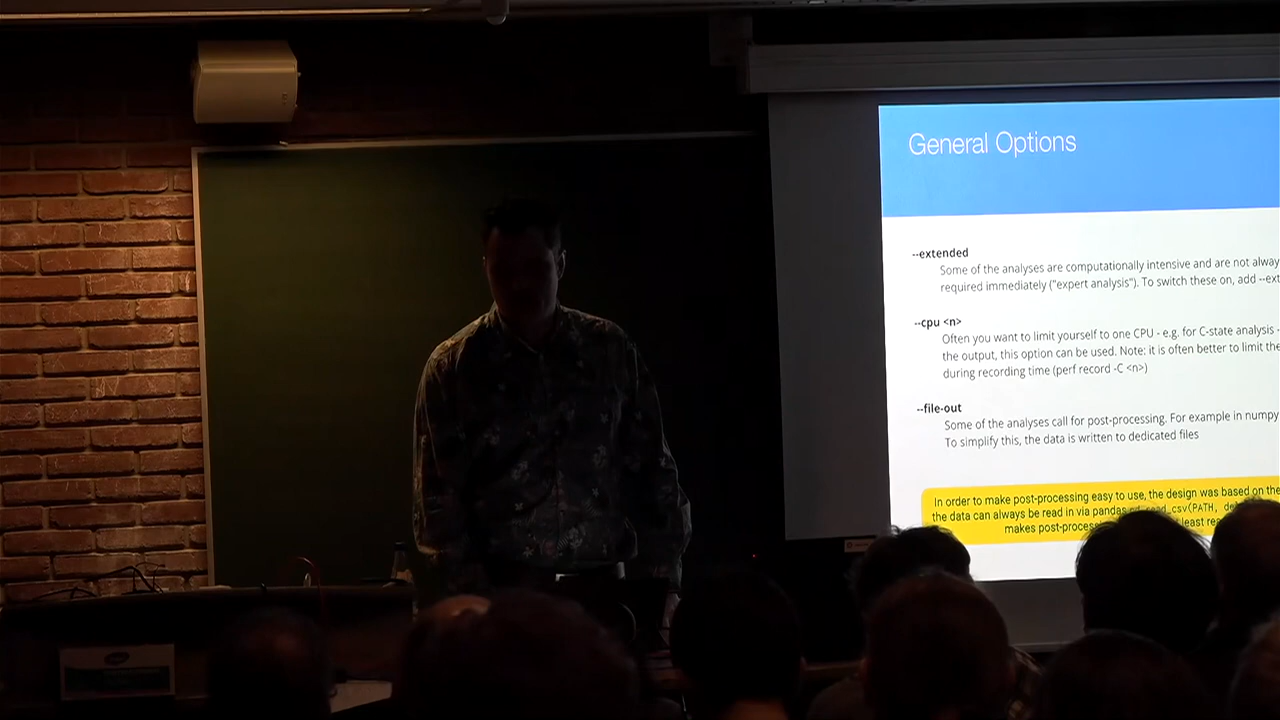 General Options
--extended
Some of the analyses are computationally intensive and are not alway
required immediately ("expert analysis"). To switch these on, add --ext
--cpu <n>
Often you want to limit yourself to one CPU - e.g. for C-state analysis -
the output, this option can be used. Note: it is often better to limit the
during recording time (perf record -C <n>)
--file-out
Some of the analyses call for post-processing. For example in numpy
To simplify this, the data is written to dedicated files
In order to make post-processing easy to use, the design was based on the
the data can always be read in via pandas pd.read_csv(PATH,
makes post-proces least